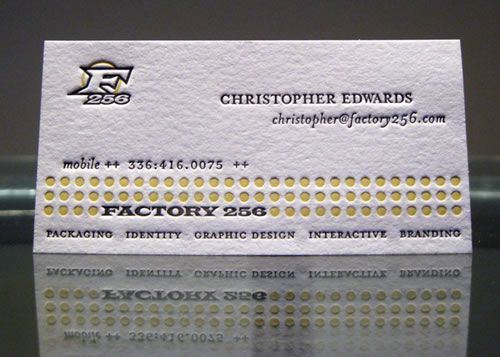 F
256
CHRISTOPHER EDWARDS
christopher@factory256.com
mobile ++ 336:416.0075 ++
FACTORY 256
PACKAGING IDENTITY GRAPHIC DESIGN INTERACTIVE BRANDING